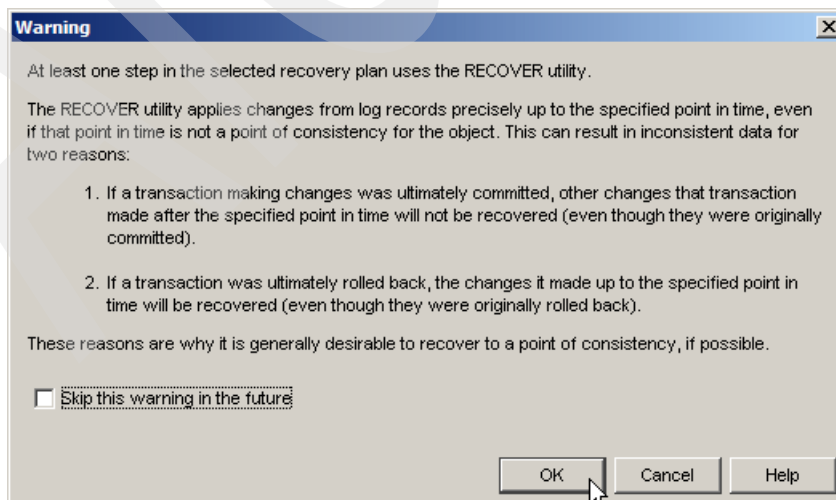 Warning
At least one step in the selected recovery plan uses the RECOVER utility.
The RECOVER utility applies changes from log records precisely up to the specified point in time, even
if that point in time is not a point of consistency for the object. This can result in inconsistent data for
two reasons:
1. If a transaction making changes was ultimately committed, other changes that transaction
made after the specified point in time will not be recovered (even though they were originally
committed).
2. If a transaction was ultimately rolled back, the changes it made up to the specified point in
time will be recovered (even though they were originally rolled back).
These reasons are why it is generally desirable to recover to a point of consistency, if possible.
Skip this warning in the future
OK Cancel Help